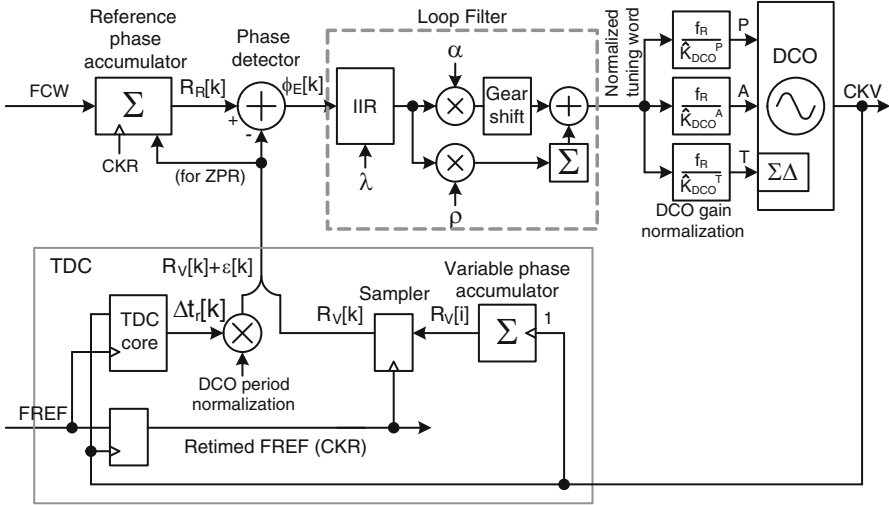 Reference
phase
accumulator
Phase
detector
Loop Filter
Normalized
tuning word
FCW
Σ
R_R[k]
+
-
ϕ_E[k]
IIR
α
Gear
shift
λ
ρ
Σ
CKR
(for ZPR)
f_R
K̂_DCO^P
P
f_R
K̂_DCO^A
A
f_R
K̂_DCO^T
T
DCO gain
normalization
DCO
ΣΔ
CKV
TDC
R_V[k]+ε[k]
TDC
core
Δt_r[k]
DCO period
normalization
R_V[k]
Sampler
R_V[i]
Variable phase
accumulator
Σ
1
FREF
Retimed FREF (CKR)